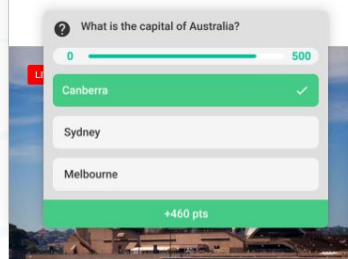 What is the capital of Australia?
0 500
Canberra
Sydney
Melbourne
+460 pts